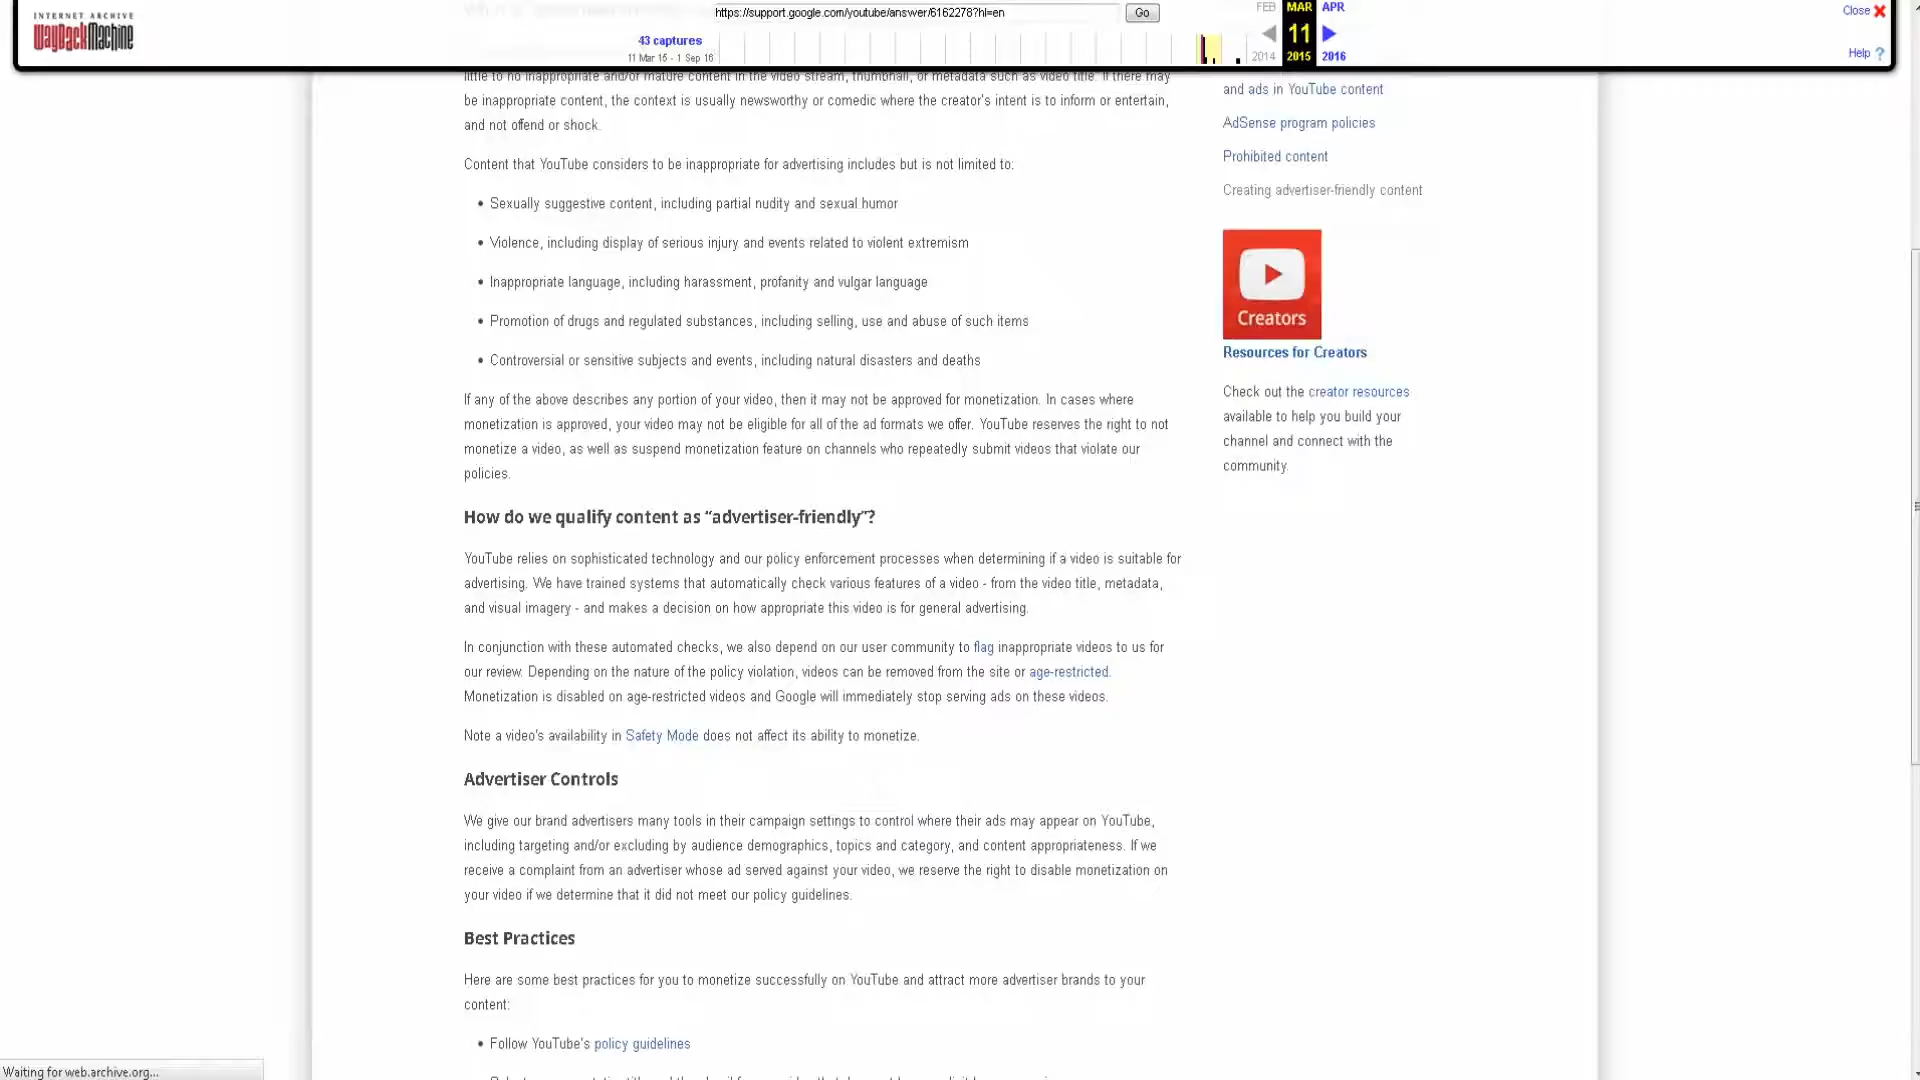 INTERNET ARCHIVE
WayBackMachine
https://support.google.com/youtube/answer/6162278?hl=en
Go
FEB
MAR
APR
Close
43 captures
11 Mar 15 - 1 Sep 16
11
2014
2015
2016
Help ?
little to no inappropriate and/or mature content in the video stream, thumbnail, or metadata such as video title. If there may
be inappropriate content, the context is usually newsworthy or comedic where the creator's intent is to inform or entertain,
and not offend or shock.
Content that YouTube considers to be inappropriate for advertising includes but is not limited to:
• Sexually suggestive content, including partial nudity and sexual humor
• Violence, including display of serious injury and events related to violent extremism
• Inappropriate language, including harassment, profanity and vulgar language
• Promotion of drugs and regulated substances, including selling, use and abuse of such items
• Controversial or sensitive subjects and events, including natural disasters and deaths
If any of the above describes any portion of your video, then it may not be approved for monetization. In cases where
monetization is approved, your video may not be eligible for all of the ad formats we offer. YouTube reserves the right to not
monetize a video, as well as suspend monetization feature on channels who repeatedly submit videos that violate our
policies.
How do we qualify content as “advertiser-friendly”?
YouTube relies on sophisticated technology and our policy enforcement processes when determining if a video is suitable for
advertising. We have trained systems that automatically check various features of a video - from the video title, metadata,
and visual imagery - and makes a decision on how appropriate this video is for general advertising.
In conjunction with these automated checks, we also depend on our user community to flag inappropriate videos to us for
our review. Depending on the nature of the policy violation, videos can be removed from the site or age-restricted.
Monetization is disabled on age-restricted videos and Google will immediately stop serving ads on these videos.
Note a video's availability in Safety Mode does not affect its ability to monetize.
Advertiser Controls
We give our brand advertisers many tools in their campaign settings to control where their ads may appear on YouTube,
including targeting and/or excluding by audience demographics, topics and category, and content appropriateness. If we
receive a complaint from an advertiser whose ad served against your video, we reserve the right to disable monetization on
your video if we determine that it did not meet our policy guidelines.
Best Practices
Here are some best practices for you to monetize successfully on YouTube and attract more advertiser brands to your
content:
• Follow YouTube's policy guidelines
and ads in YouTube content
AdSense program policies
Prohibited content
Creating advertiser-friendly content
Creators
Resources for Creators
Check out the creator resources
available to help you build your
channel and connect with the
community.
Waiting for web.archive.org...